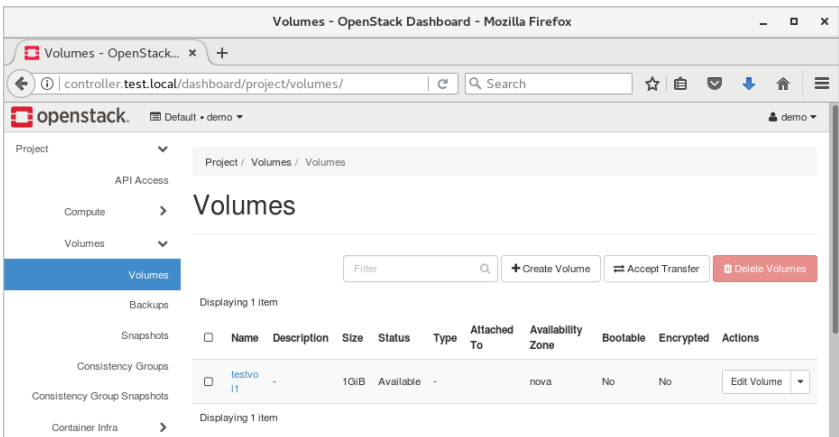 Volumes - OpenStack Dashboard - Mozilla Firefox
Volumes - OpenStack...
controller.test.local/dashboard/project/volumes/
Search
openstack.
Default • demo
demo
Project
API Access
Compute
Volumes
Volumes
Backups
Snapshots
Consistency Groups
Consistency Group Snapshots
Container Infra
Project / Volumes / Volumes
Volumes
Filter
Create Volume
Accept Transfer
Delete Volumes
Displaying 1 item
Name Description Size Status Type Attached To Availability Zone Bootable Encrypted Actions
testvol1 - 1GiB Available - nova No No Edit Volume
Displaying 1 item